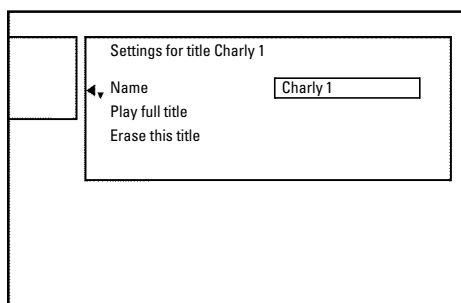 Settings for title Charly 1
Name Charly 1
Play full title
Erase this title